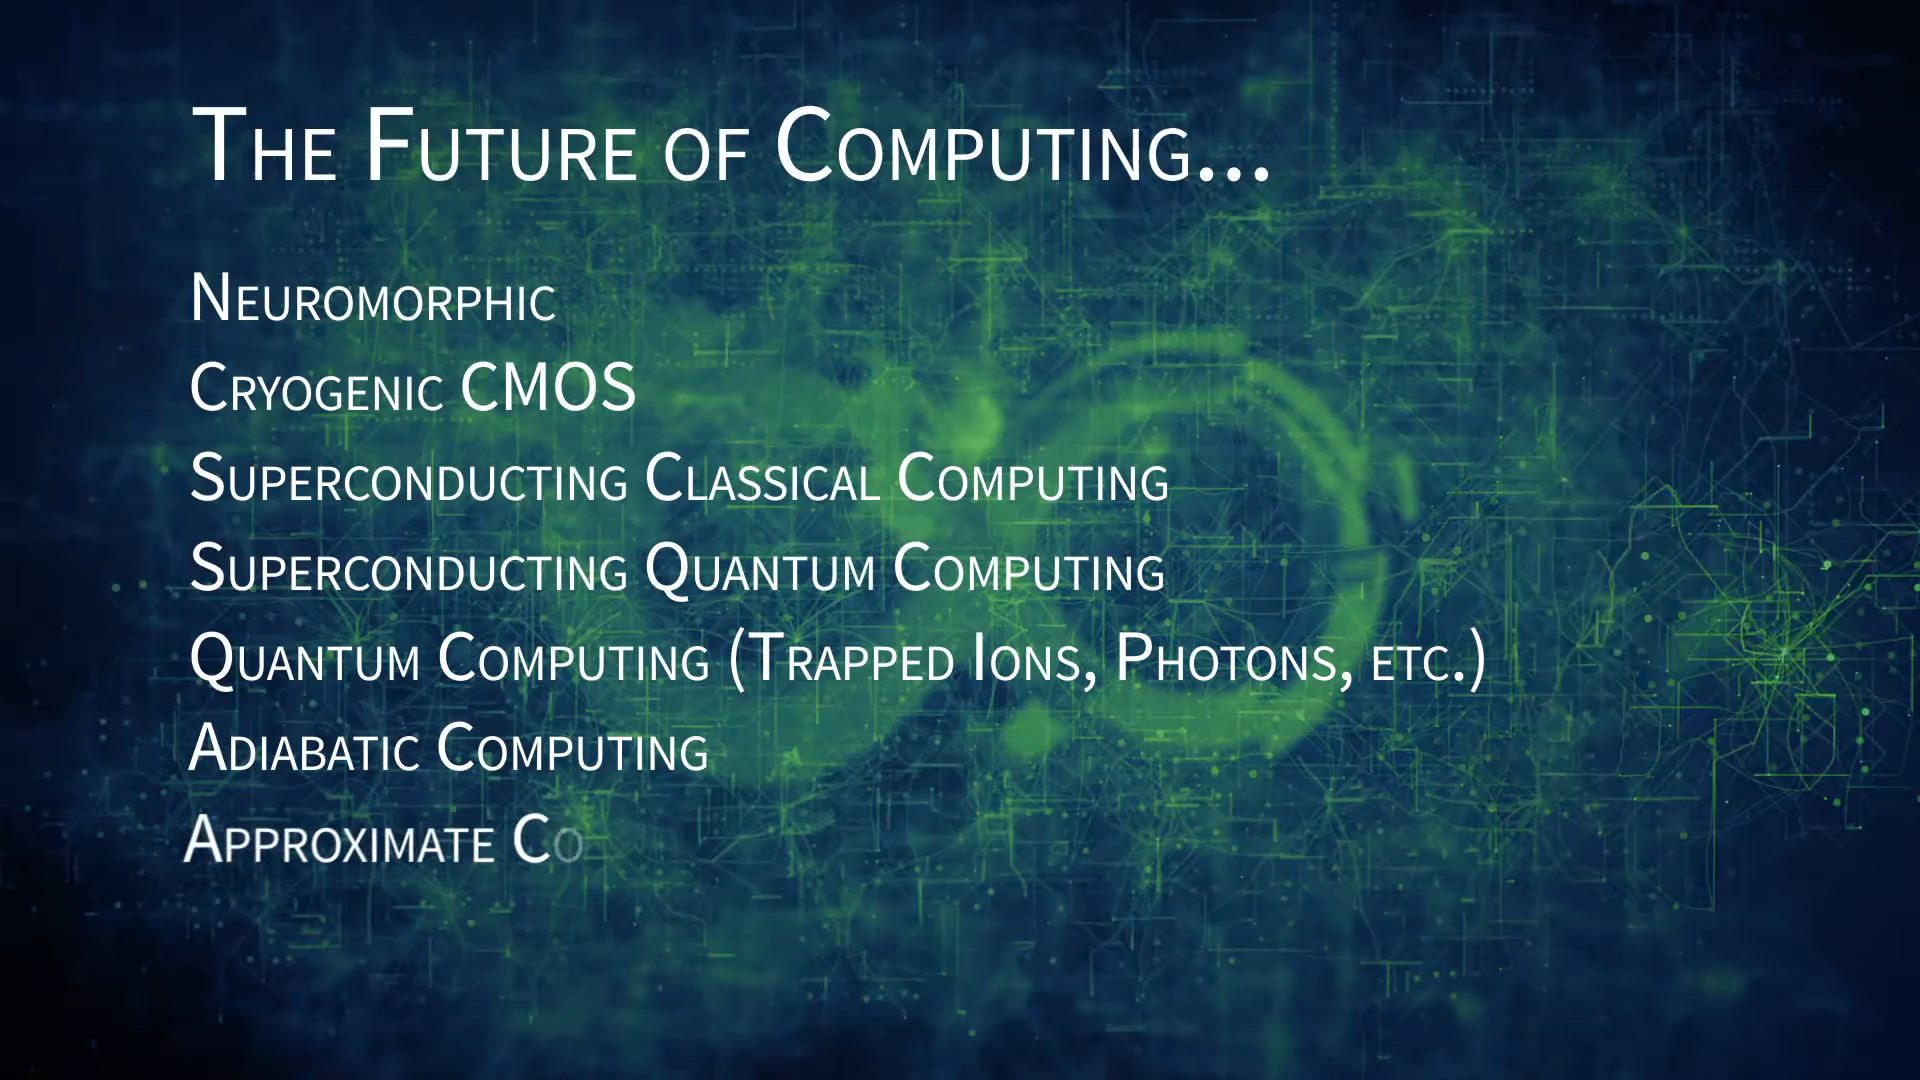 The Future of Computing...
Neuromorphic
Cryogenic CMOS
Superconducting Classical Computing
Superconducting Quantum Computing
Quantum Computing (Trapped Ions, Photons, etc.)
Adiabatic Computing
Approximate Co